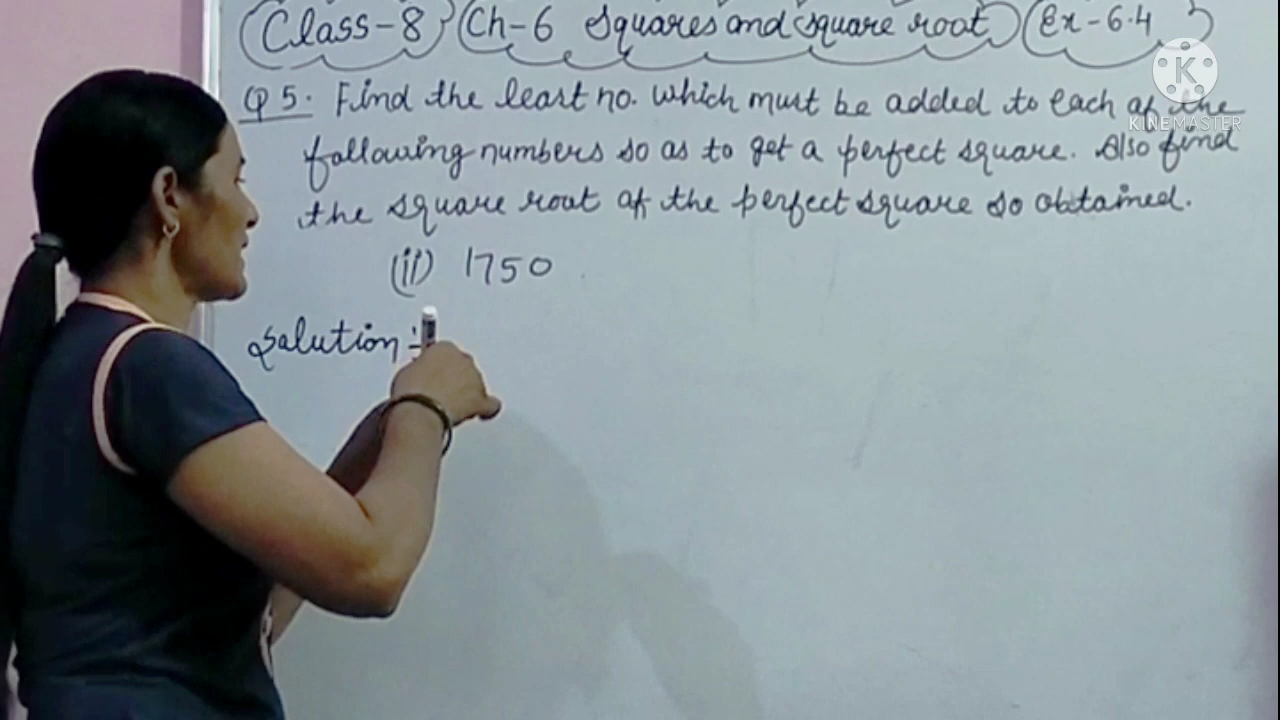 Class-8 Ch-6 Squares and square root Ex-6.4
Q5. Find the least no. which must be added to each of the
following numbers so as to get a perfect square. Also find
the square root of the perfect square so obtained.
(ii) 1750
Solution :-
K
KINEMASTER